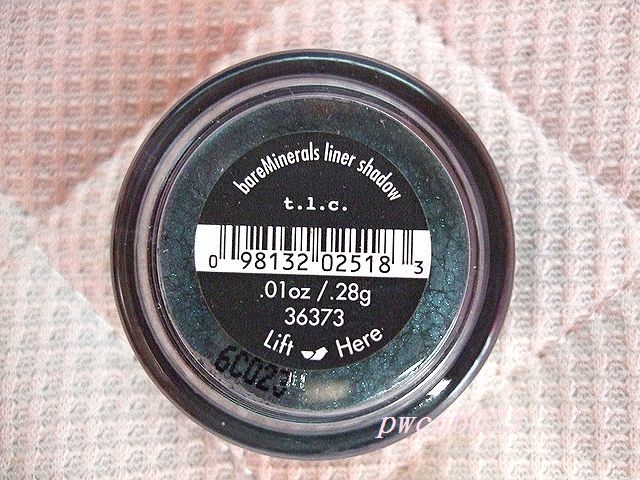 bareMinerals liner shadow
t.l.c.
0 98132 02518 3
.01oz / .28g
36373
Lift Here